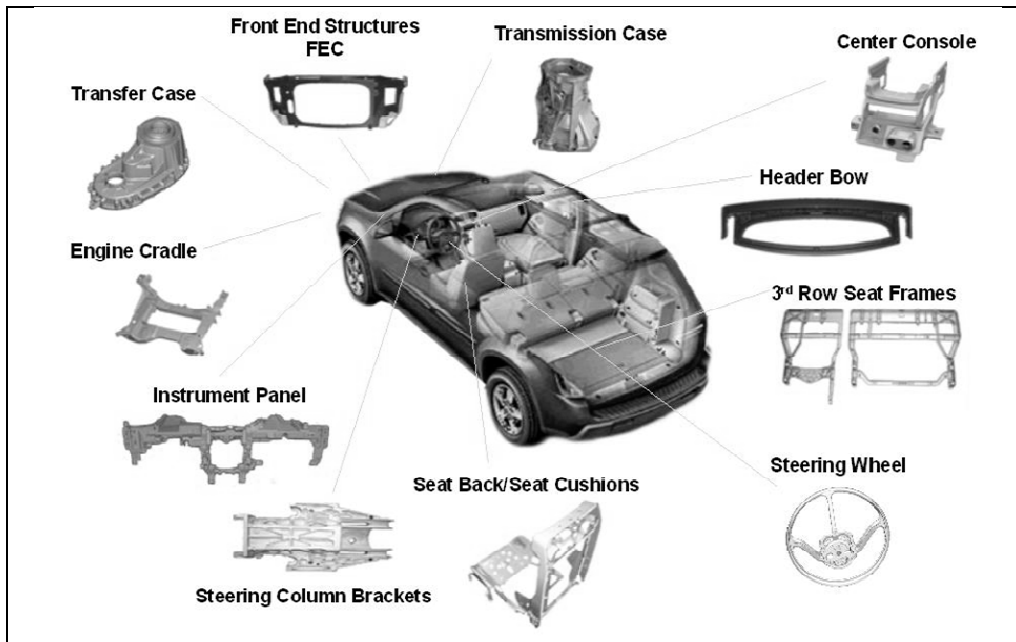 Front End Structures
FEC
Transmission Case
Center Console
Transfer Case
Header Bow
Engine Cradle
3rd Row Seat Frames
Instrument Panel
Steering Wheel
Seat Back/Seat Cushions
Steering Column Brackets